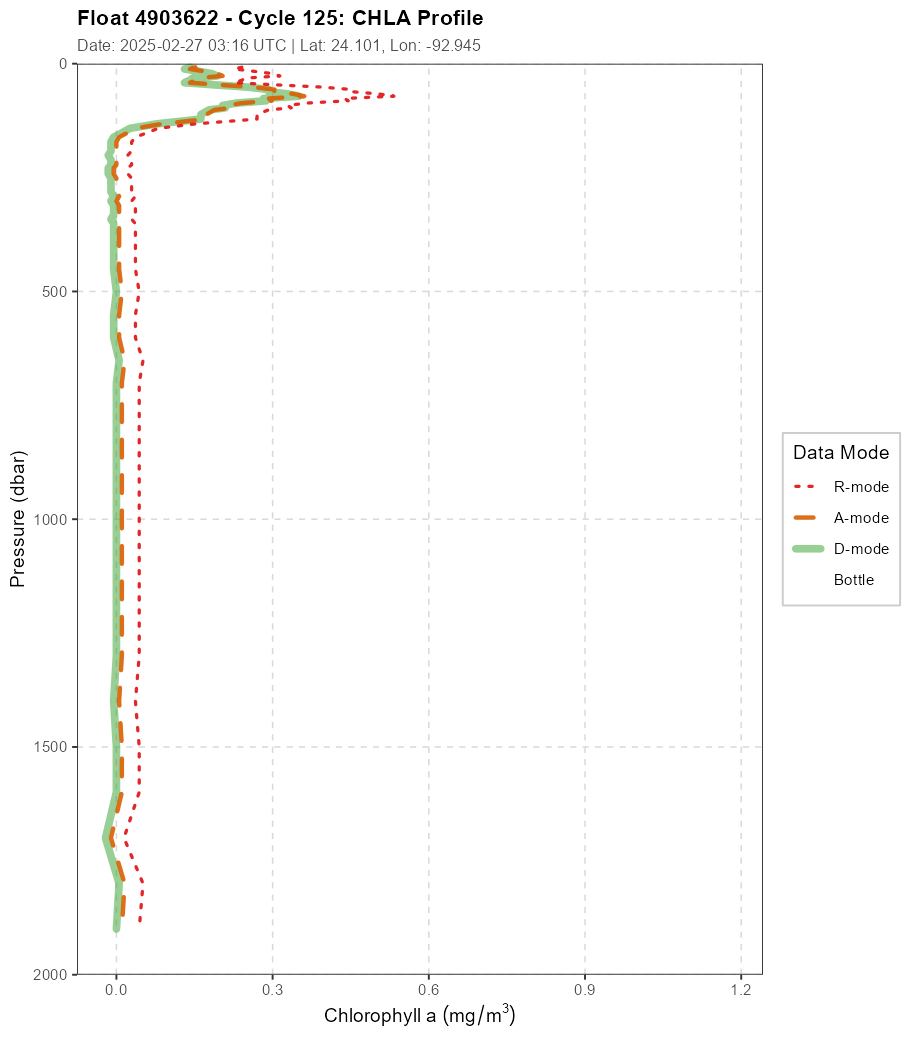 Float 4903622 - Cycle 125: CHLA Profile
Date: 2025-02-27 03:16 UTC | Lat: 24.101, Lon: -92.945
0
500
1000
1500
2000
Pressure (dbar)
0.0 0.3 0.6 0.9 1.2
Chlorophyll a (mg/m³)
Data Mode
R-mode
A-mode
D-mode
Bottle